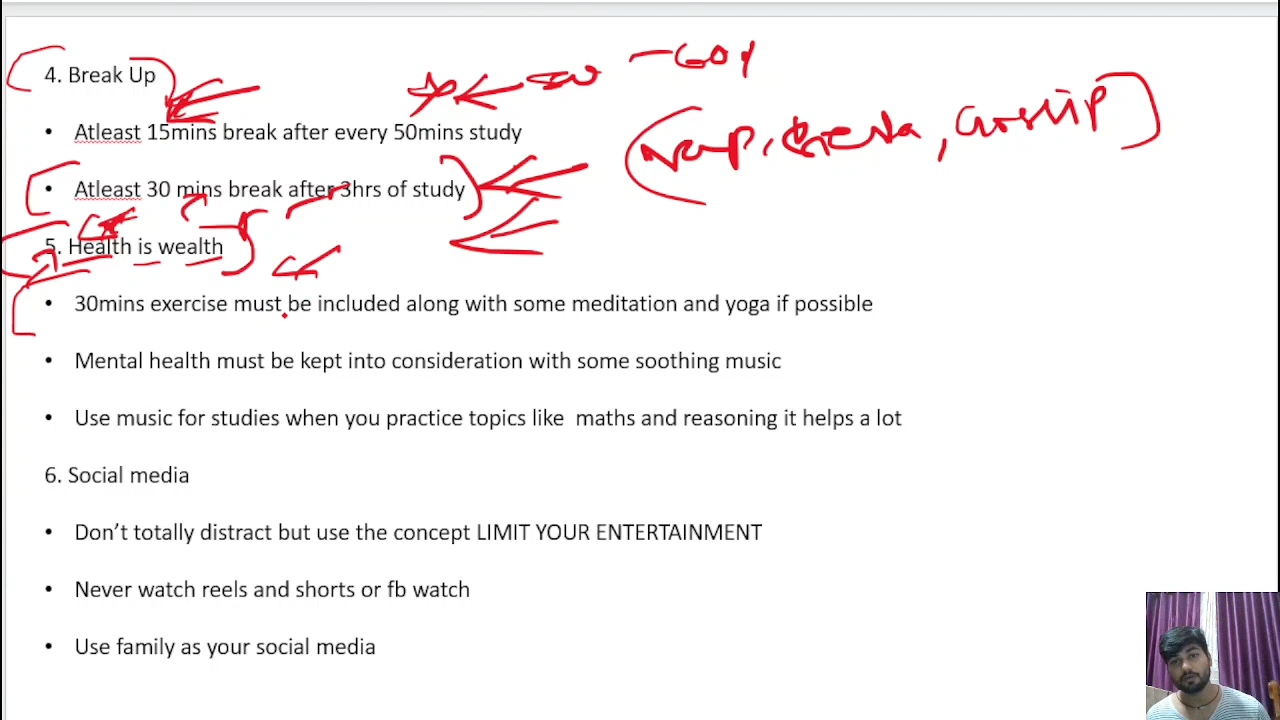 4. Break Up
• Atleast 15mins break after every 50mins study
• Atleast 30 mins break after 3hrs of study
5. Health is wealth
• 30mins exercise must be included along with some meditation and yoga if possible
• Mental health must be kept into consideration with some soothing music
• Use music for studies when you practice topics like maths and reasoning it helps a lot
6. Social media
• Don’t totally distract but use the concept LIMIT YOUR ENTERTAINMENT
• Never watch reels and shorts or fb watch
• Use family as your social media